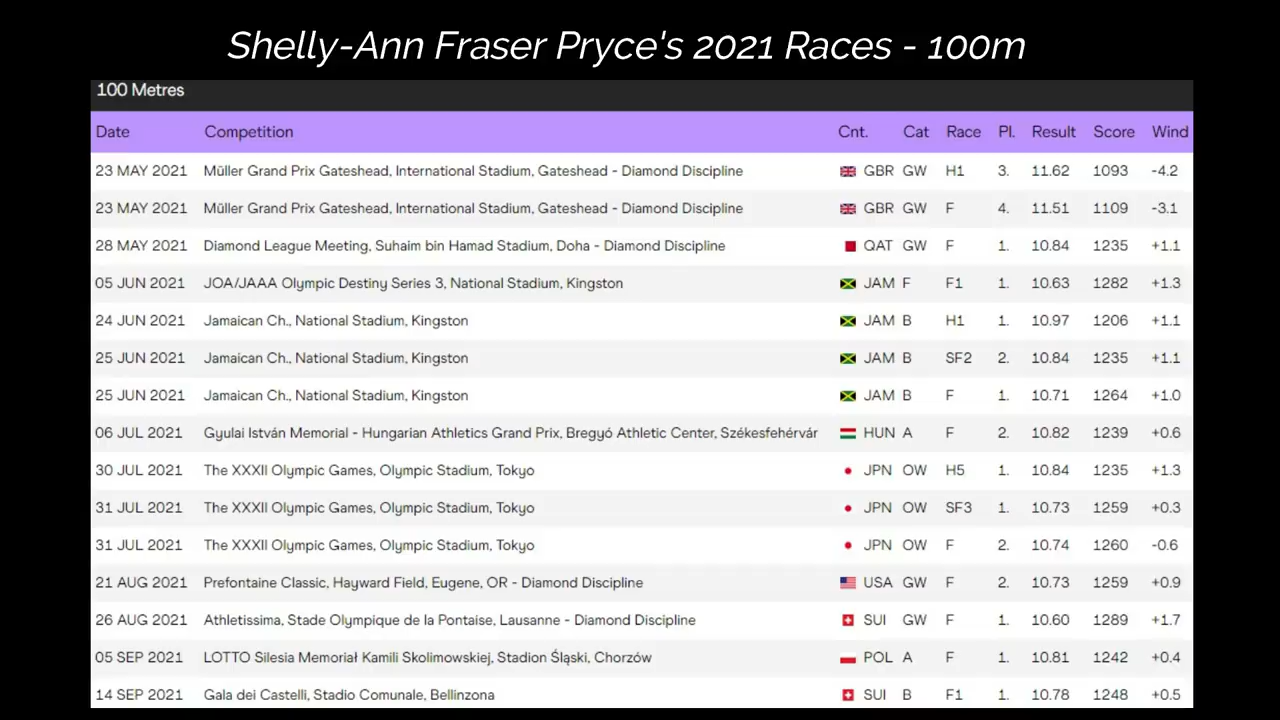 Shelly-Ann Fraser Pryce's 2021 Races - 100m
100 Metres
Date Competition Cnt. Cat Race Pl. Result Score Wind
23 MAY 2021 Müller Grand Prix Gateshead, International Stadium, Gateshead - Diamond Discipline GBR GW H1 3. 11.62 1093 -4.2
23 MAY 2021 Müller Grand Prix Gateshead, International Stadium, Gateshead - Diamond Discipline GBR GW F 4. 11.51 1109 -3.1
28 MAY 2021 Diamond League Meeting, Suhaim bin Hamad Stadium, Doha - Diamond Discipline QAT GW F 1. 10.84 1235 +1.1
05 JUN 2021 JOA/JAAA Olympic Destiny Series 3, National Stadium, Kingston JAM F F1 1. 10.63 1282 +1.3
24 JUN 2021 Jamaican Ch., National Stadium, Kingston JAM B H1 1. 10.97 1206 +1.1
25 JUN 2021 Jamaican Ch., National Stadium, Kingston JAM B SF2 2. 10.84 1235 +1.1
25 JUN 2021 Jamaican Ch., National Stadium, Kingston JAM B F 1. 10.71 1264 +1.0
06 JUL 2021 Gyulai István Memorial - Hungarian Athletics Grand Prix, Bregyó Athletic Center, Székesfehérvár HUN A F 2. 10.82 1239 +0.6
30 JUL 2021 The XXXII Olympic Games, Olympic Stadium, Tokyo JPN OW H5 1. 10.84 1235 +1.3
31 JUL 2021 The XXXII Olympic Games, Olympic Stadium, Tokyo JPN OW SF3 1. 10.73 1259 +0.3
31 JUL 2021 The XXXII Olympic Games, Olympic Stadium, Tokyo JPN OW F 2. 10.74 1260 -0.6
21 AUG 2021 Prefontaine Classic, Hayward Field, Eugene, OR - Diamond Discipline USA GW F 2. 10.73 1259 +0.9
26 AUG 2021 Athletissima, Stade Olympique de la Pontaise, Lausanne - Diamond Discipline SUI GW F 1. 10.60 1289 +1.7
05 SEP 2021 LOTTO Silesia Memoriał Kamili Skolimowskiej, Stadion Śląski, Chorzów POL A F 1. 10.81 1242 +0.4
14 SEP 2021 Gala dei Castelli, Stadio Comunale, Bellinzona SUI B F1 1. 10.78 1248 +0.5